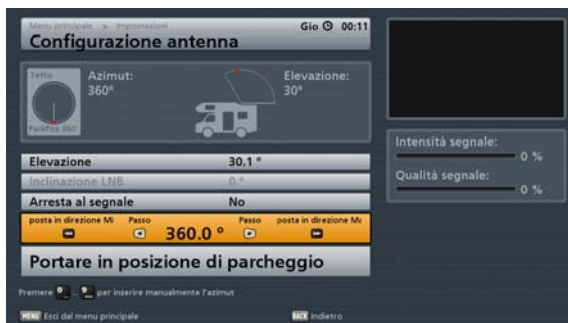 Menu principale > Impostazioni
Gio 00:11
Configurazione antenna
Tetto
Azimut:
360°
ParkPos 360°
Elevazione:
30°
Intensità segnale:
0 %
Qualità segnale:
0 %
Elevazione 30.1 °
Inclinazione LNB 0 °
Arresta al segnale No
posta in direzione Mi Passo 360.0 ° Passo posta in direzione Ma
Portare in posizione di parcheggio
Premere 0 - 9 per inserire manualmente l'azimut
MENU Esci dal menu principale
BACK Indietro